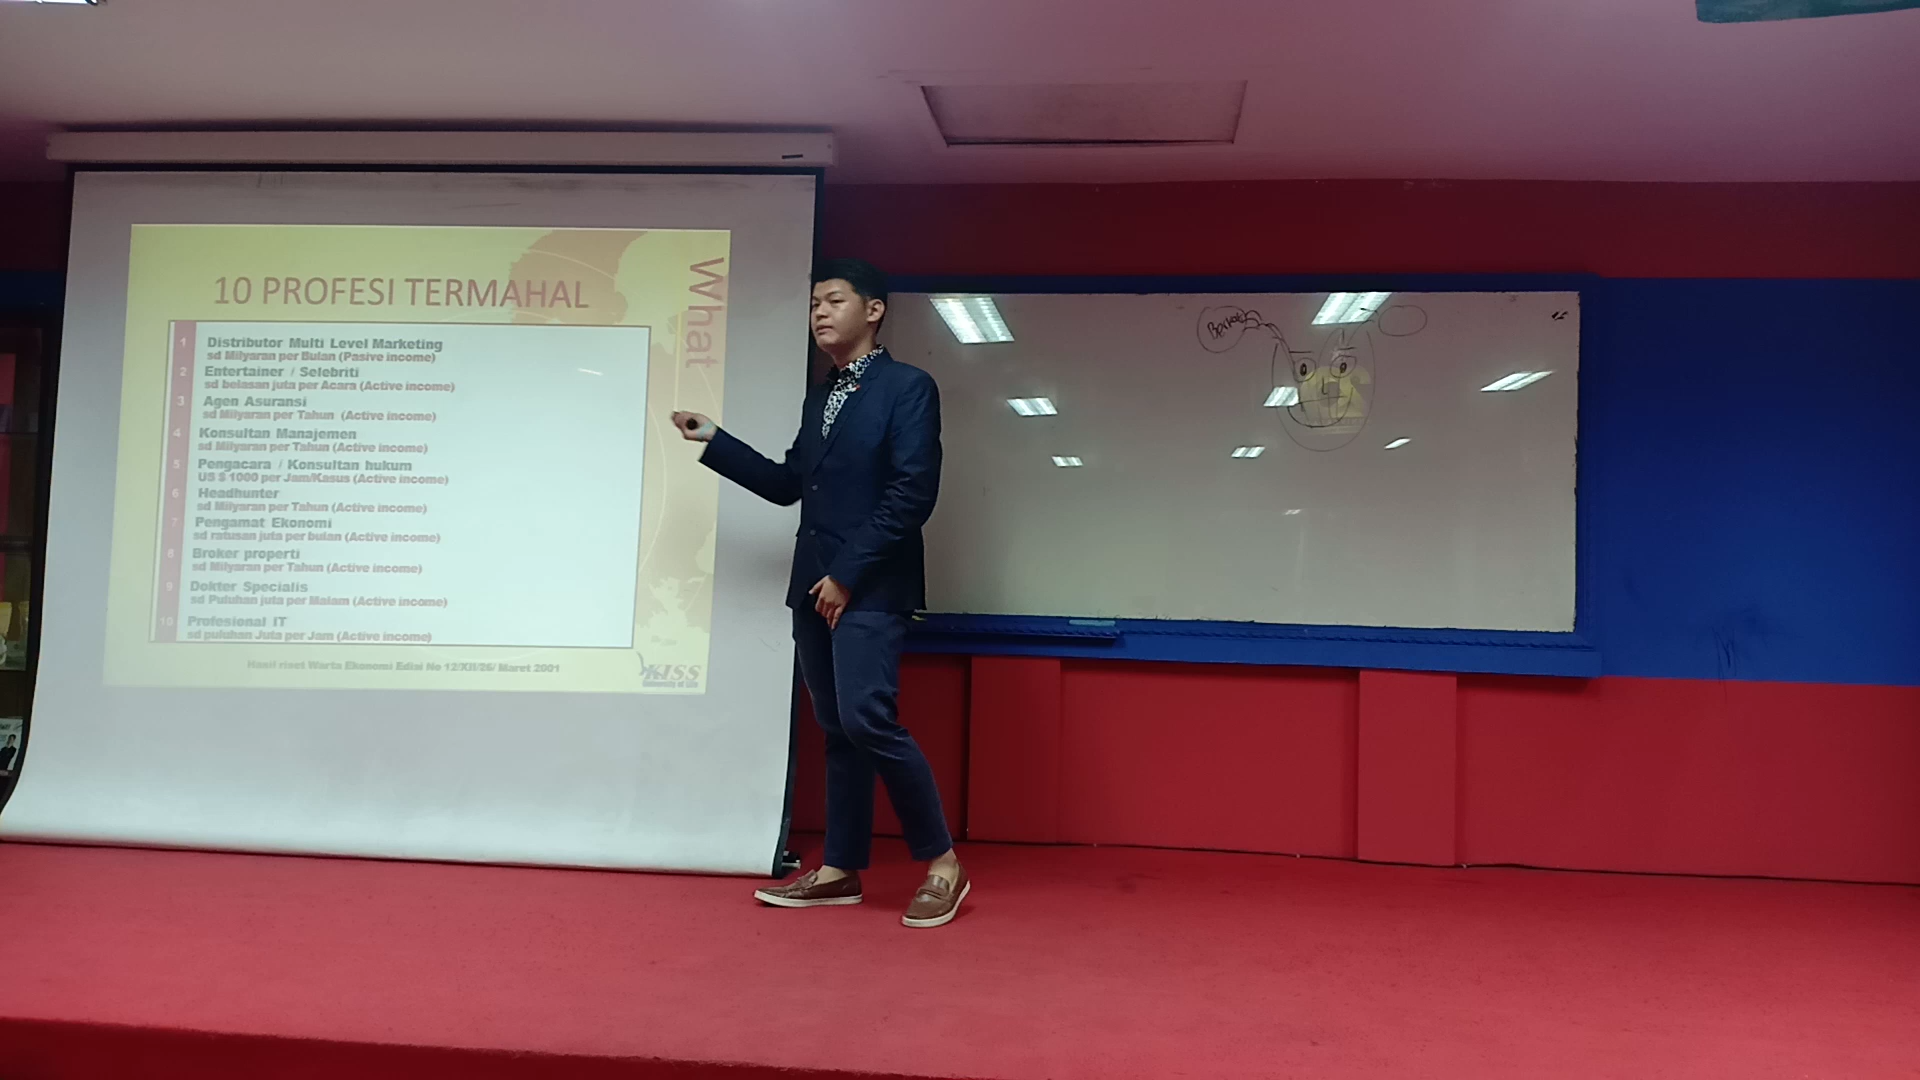 10 PROFESI TERMAHAL
What
1 Distributor Multi Level Marketing
sd Milyaran per Bulan (Pasive income)
2 Entertainer / Selebriti
sd belasan juta per Acara (Active income)
3 Agen Asuransi
sd Milyaran per Tahun (Active income)
4 Konsultan Manajemen
sd Milyaran per Tahun (Active income)
5 Pengacara / Konsultan hukum
US $ 1000 per Jam/Kasus (Active income)
6 Headhunter
sd Milyaran per Tahun (Active income)
7 Pengamat Ekonomi
sd ratusan juta per bulan (Active income)
8 Broker properti
sd Milyaran per Tahun (Active income)
9 Dokter Specialis
sd Puluhan juta per Malam (Active income)
10 Profesional IT
sd puluhan Juta per Jam (Active income)
Hasil riset Warta Ekonomi Edisi No 12/XII/26/ Maret 2001
KISS
University of Life